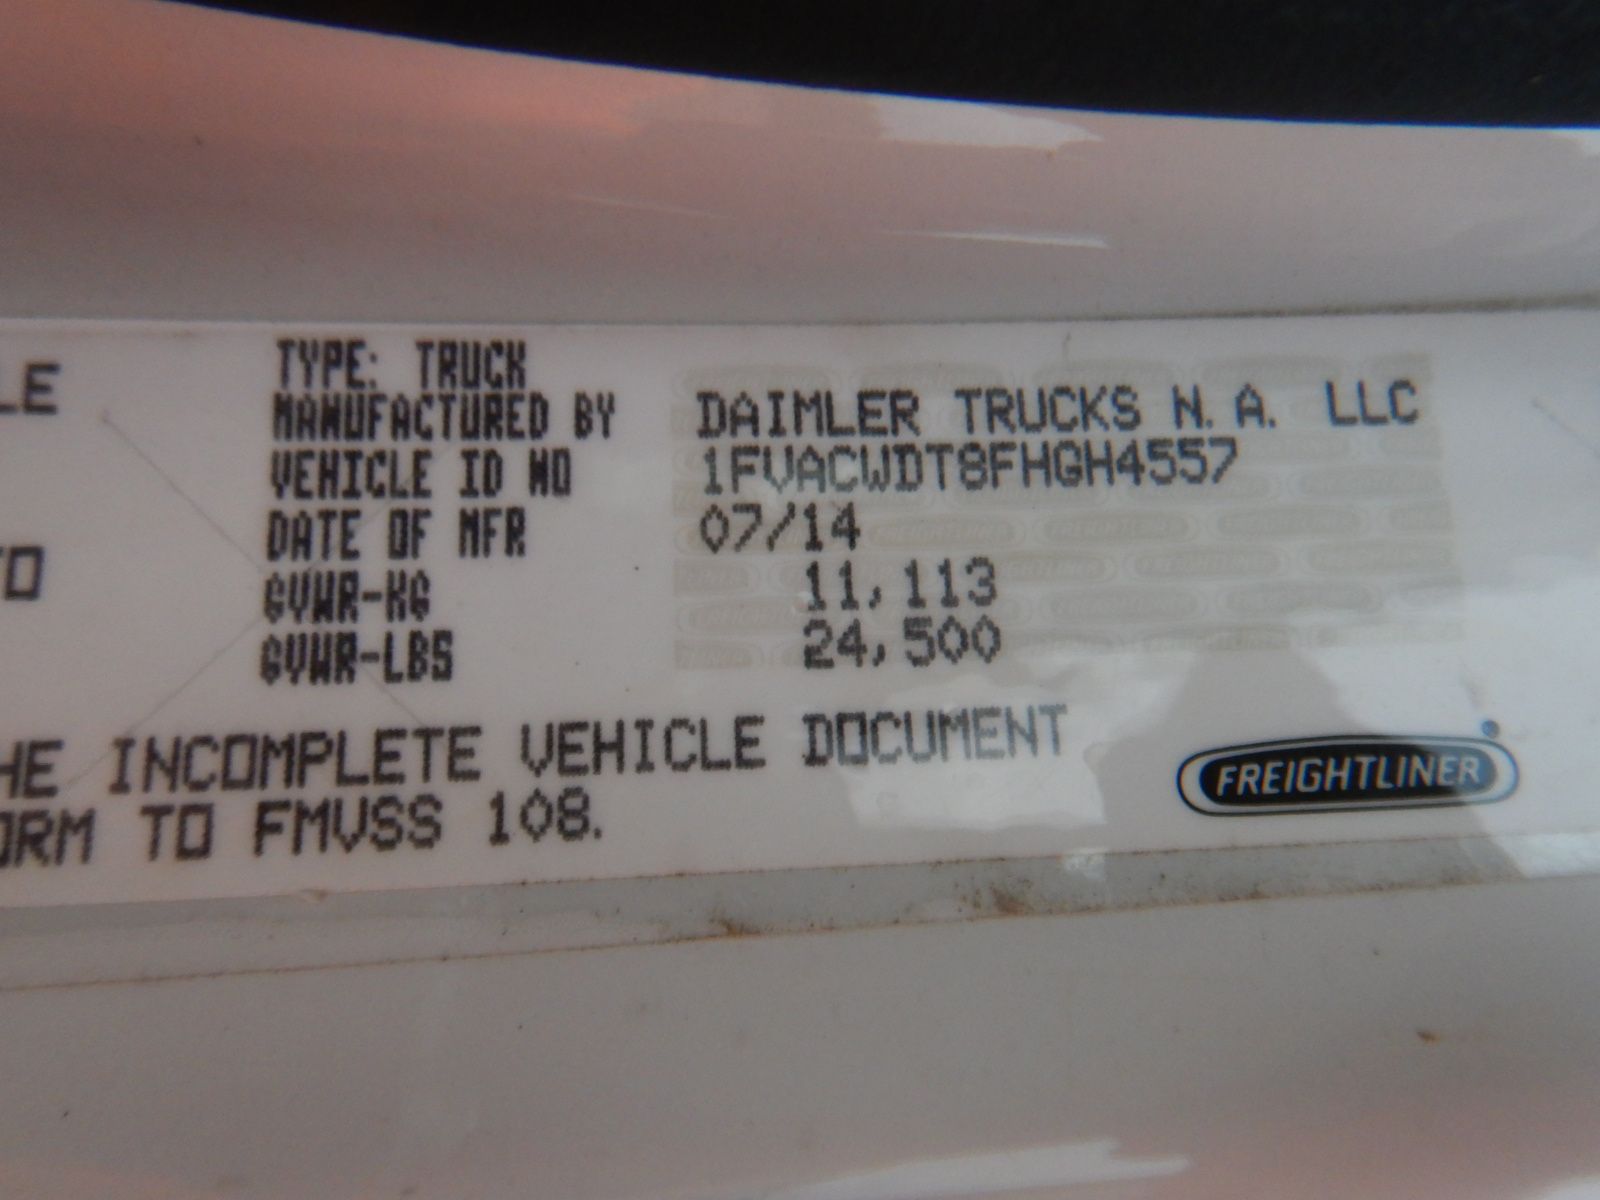 LE
TYPE: TRUCK
MANUFACTURED BY DAIMLER TRUCKS N.A. LLC
VEHICLE ID NO 1FVACWDT8FHGH4557
DATE OF MFR 07/14
GVWR-KG 11,113
GVWR-LBS 24,500
TO
HE INCOMPLETE VEHICLE DOCUMENT
ORM TO FMVSS 108.
FREIGHTLINER